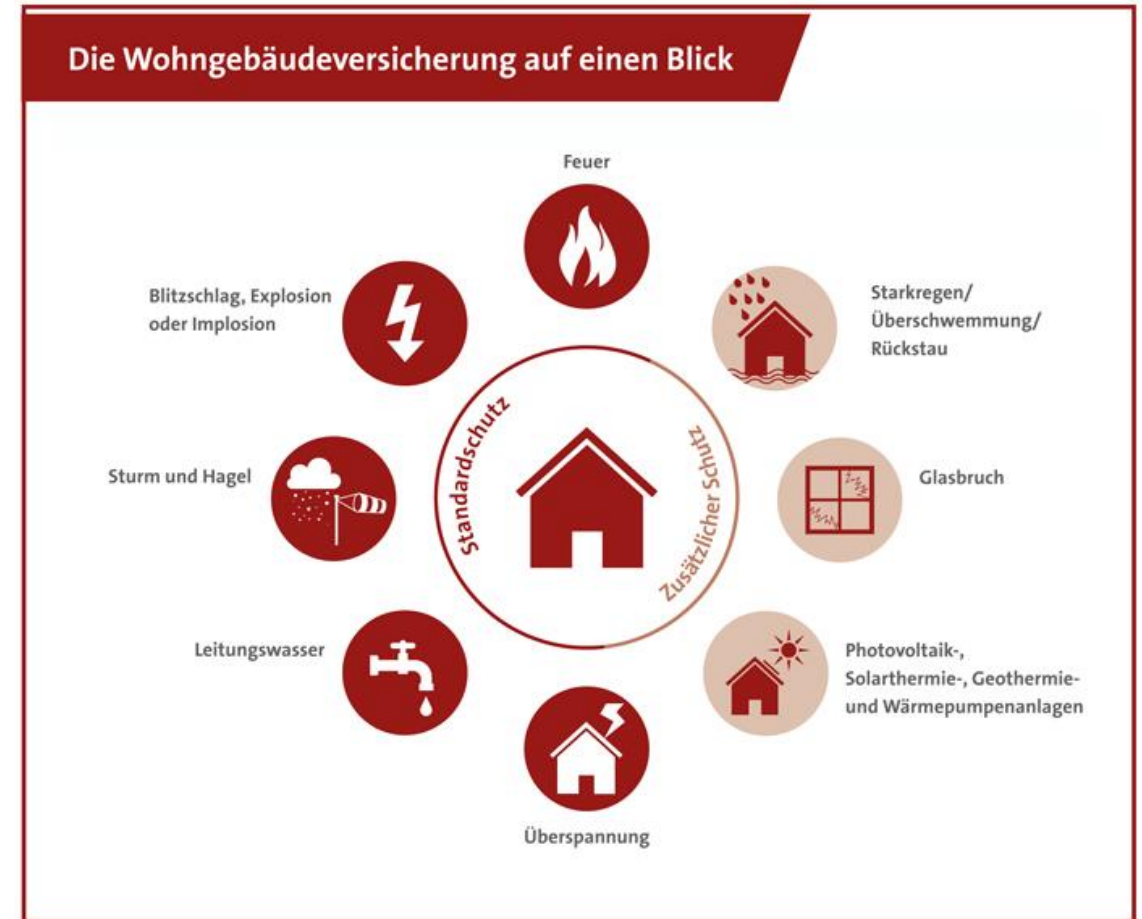 Die Wohngebäudeversicherung auf einen Blick
Feuer
Blitzschlag, Explosion
oder Implosion
Starkregen/
Überschwemmung/
Rückstau
Standardschutz
Zusätzlicher Schutz
Sturm und Hagel
Glasbruch
Leitungswasser
Photovoltaik-,
Solarthermie-, Geothermie-
und Wärmepumpenanlagen
Überspannung